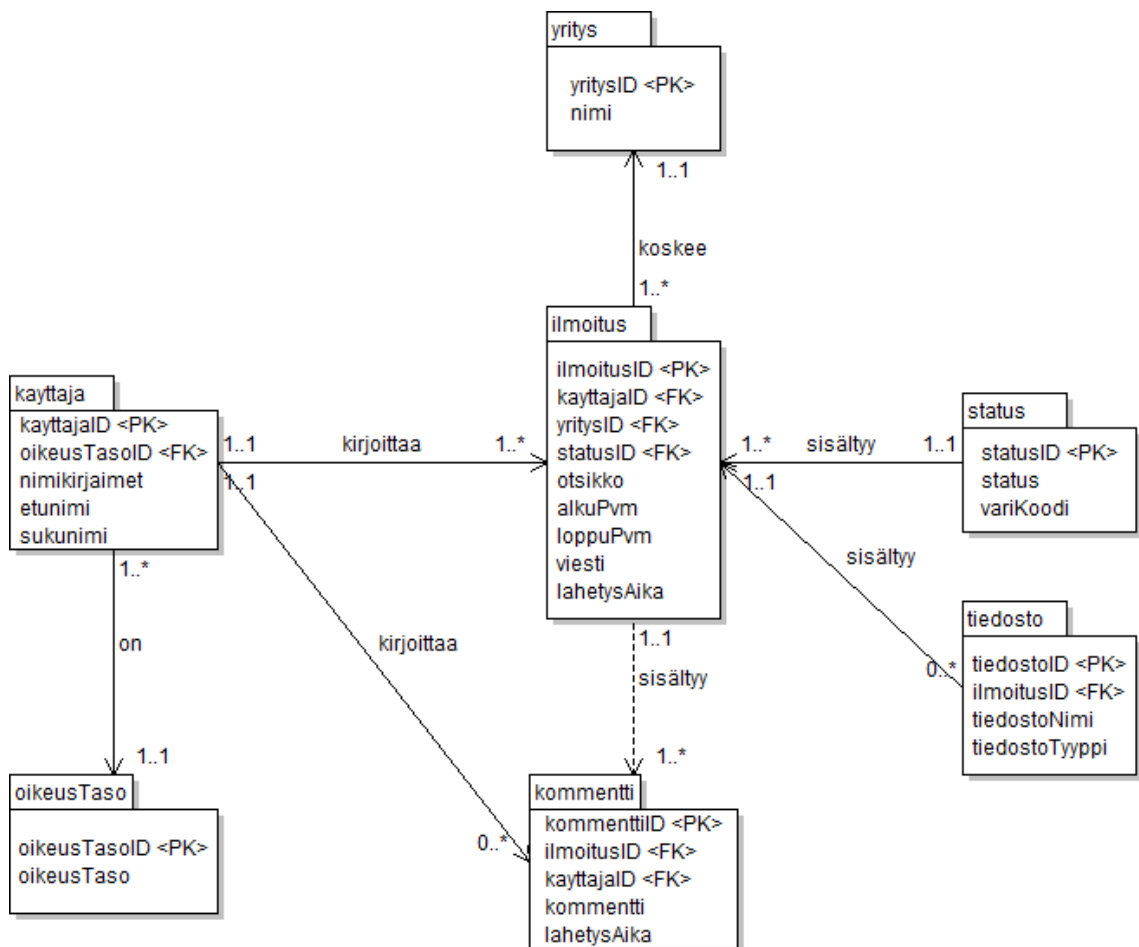 yritys
yritysID <PK>
nimi
1..1
koskee
1..*
ilmoitus
ilmoitusID <PK>
kayttajaID <FK>
yritysID <FK>
statusID <FK>
otsikko
alkuPvm
loppuPvm
viesti
lahetysAika
kayttaja
kayttajaID <PK>
oikeusTasoID <FK>
nimikirjaimet
etunimi
sukunimi
1..1
kirjoittaa
1..*
1..1
status
statusID <PK>
status
variKoodi
1..*
sisältyy
1..1
1..1
sisältyy
0..*
tiedosto
tiedostoID <PK>
ilmoitusID <FK>
tiedostoNimi
tiedostoTyyppi
1..*
on
1..1
kirjoittaa
0..*
1..1
sisältyy
1..*
oikeusTaso
oikeusTasoID <PK>
oikeusTaso
kommentti
kommenttiID <PK>
ilmoitusID <FK>
kayttajaID <FK>
kommentti
lahetysAika